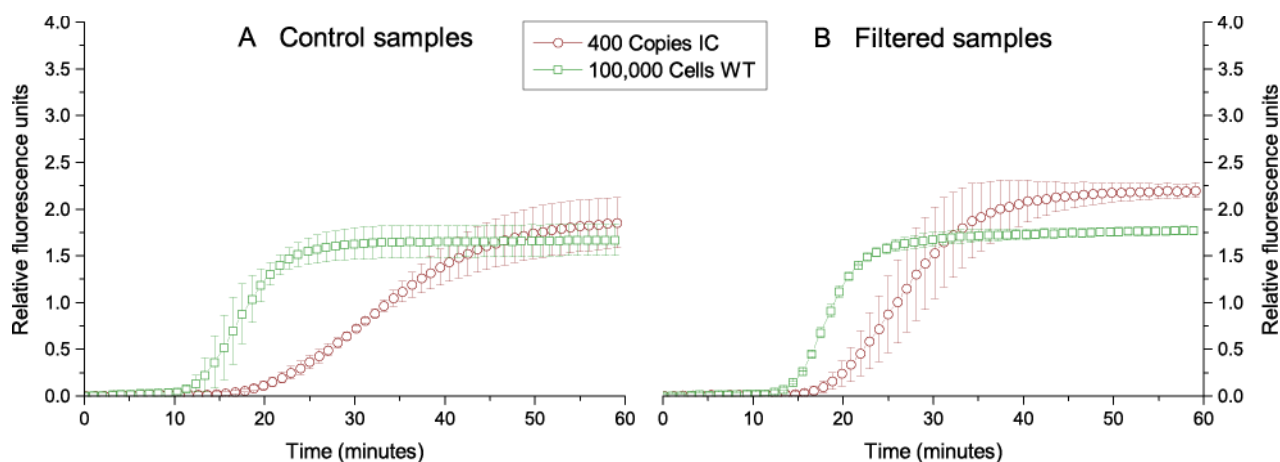 A Control samples
400 Copies IC
100,000 Cells WT
B Filtered samples
Relative fluorescence units
4.0
3.5
3.0
2.5
2.0
1.5
1.0
0.5
0.0
0 10 20 30 40 50 60
Time (minutes)
0 10 20 30 40 50 60
Time (minutes)
4.0
3.5
3.0
2.5
2.0
1.5
1.0
0.5
0.0
Relative fluorescence units